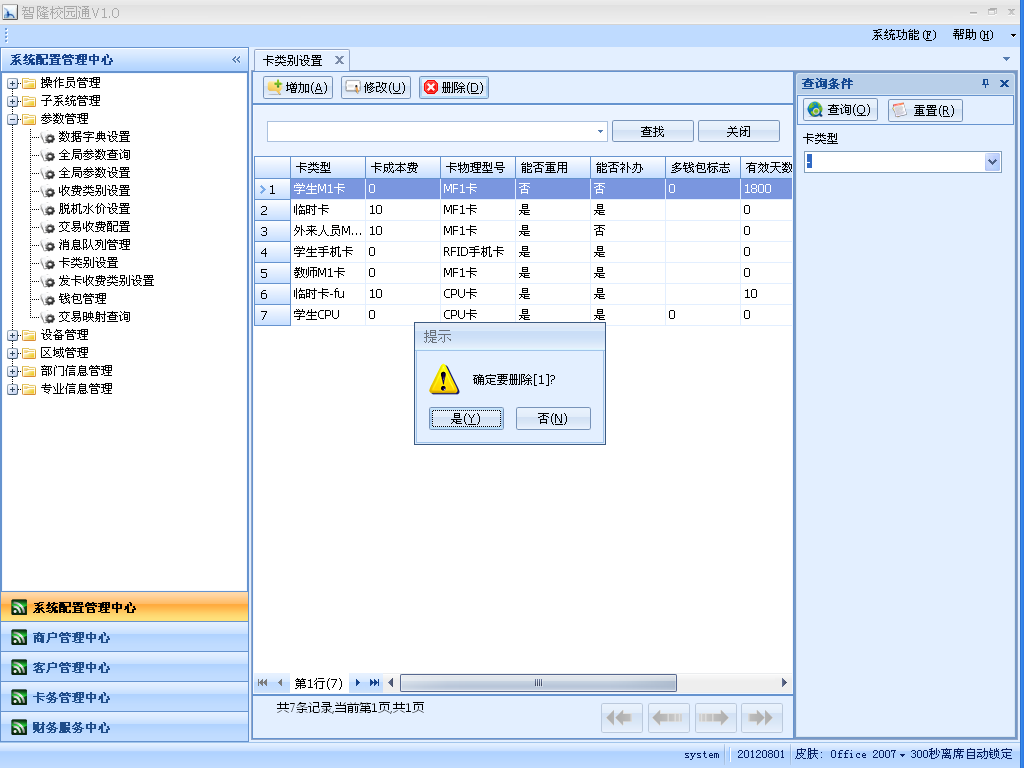 智隆校园通V1.0
系统功能(F) 帮助(H)
系统配置管理中心
操作员管理
子系统管理
参数管理
数据字典设置
全局参数查询
全局参数设置
收费类别设置
脱机水价设置
交易收费配置
消息队列管理
卡类别设置
发卡收费类别设置
钱包管理
交易映射查询
设备管理
区域管理
部门信息管理
专业信息管理
系统配置管理中心
商户管理中心
客户管理中心
卡务管理中心
财务服务中心
卡类别设置
增加(A) 修改(U) 删除(D)
查找 关闭
卡类型 卡成本费 卡物理型号 能否重用 能否补办 多钱包标志 有效天数
1 学生M1卡 0 MF1卡 否 否 0 1800
2 临时卡 10 MF1卡 是 是 0
3 外来人员M... 10 MF1卡 是 否 0
4 学生手机卡 0 RFID手机卡 是 是 0
5 教师M1卡 0 MF1卡 是 是 0
6 临时卡-fu 10 CPU卡 是 是 10
7 学生CPU 0 CPU卡 是 是 0 0
提示
确定要删除[1]?
是(Y) 否(N)
第1行(7)
共7条记录,当前第1页,共1页
查询条件
查询(Q) 重置(R)
卡类型
system 20120801 皮肤: Office 2007 300秒离席自动锁定